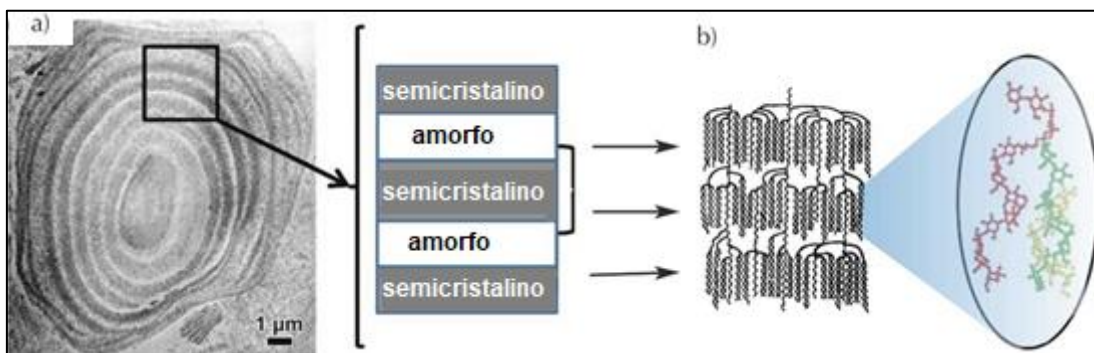 a)
1 µm
semicristalino
amorfo
semicristalino
amorfo
semicristalino
b)